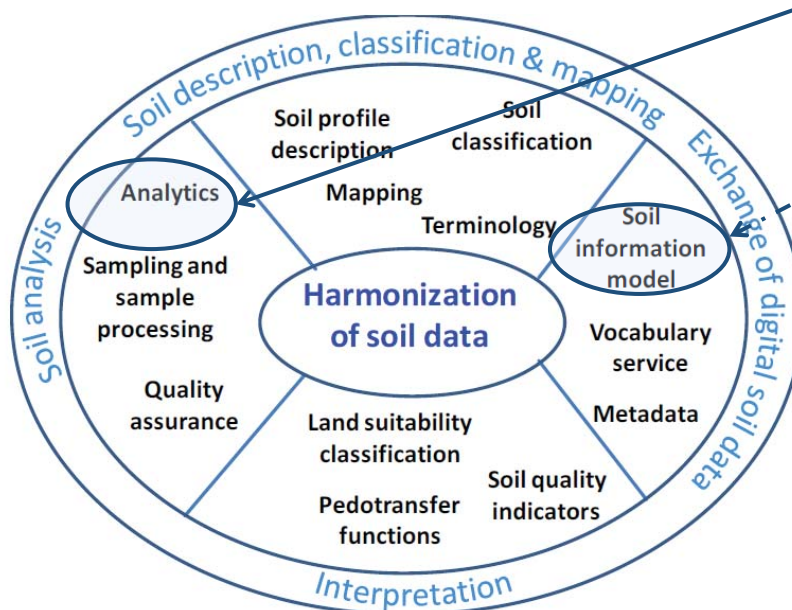 Soil description, classification & mapping
Soil profile
description
Soil
classification
Mapping
Terminology
Exchange of digital soil data
Soil
information
model
Vocabulary
service
Metadata
Harmonization
of soil data
Soil analysis
Analytics
Sampling and
sample
processing
Quality
assurance
Land suitability
classification
Soil quality
indicators
Pedotransfer
functions
Interpretation